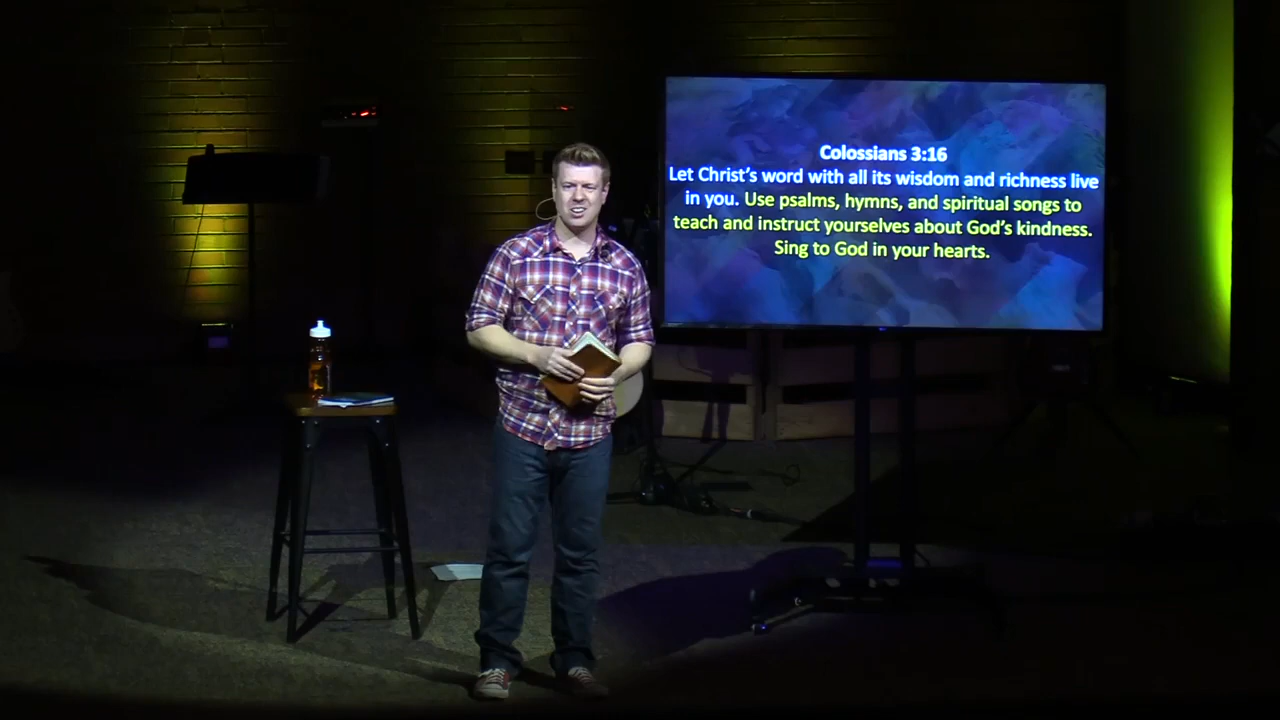 Colossians 3:16
Let Christ's word with all its wisdom and richness live
in you. Use psalms, hymns, and spiritual songs to
teach and instruct yourselves about God's kindness.
Sing to God in your hearts.